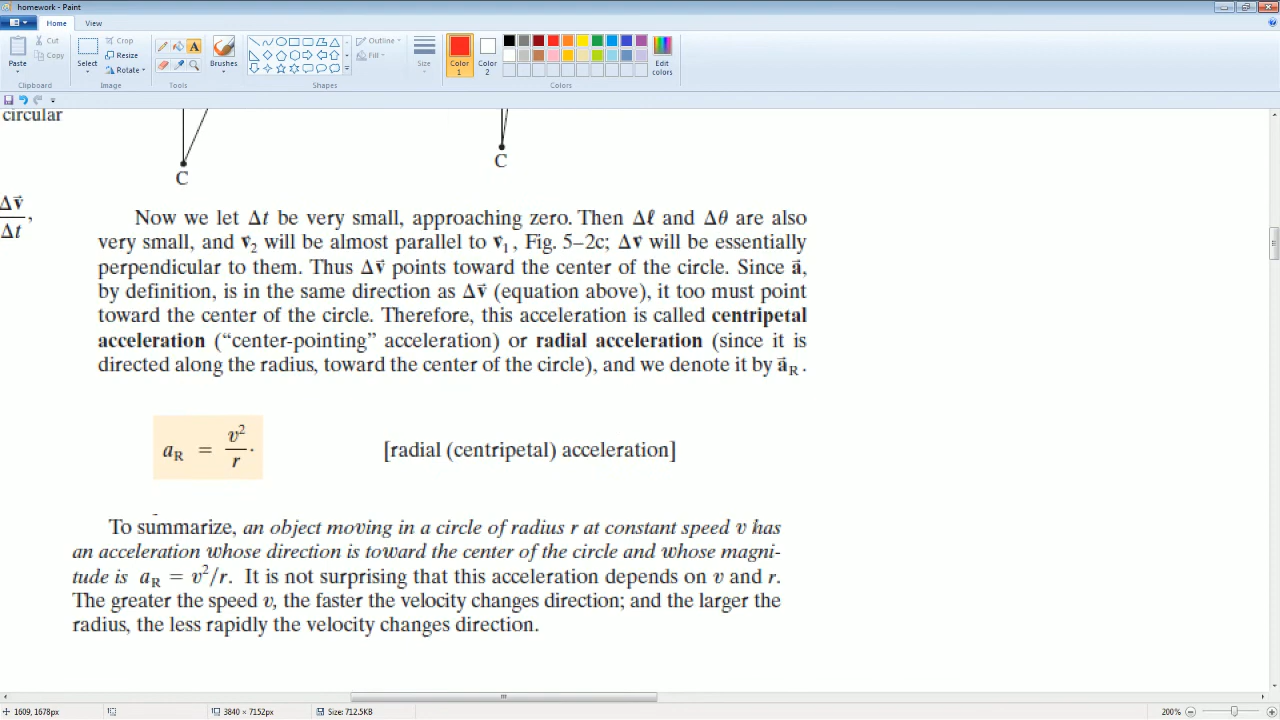 homework - Paint
Home
View
Paste
Cut
Copy
Clipboard
Select
Crop
Resize
Rotate
Image
A
Tools
Brushes
Outline
Fill
Shapes
Size
Color 1
Color 2
Edit colors
Colors
circular
C
C
Δv⃗
Δt
,
Now we let Δt be very small, approaching zero. Then Δℓ and Δθ are also
very small, and v⃗₂ will be almost parallel to v⃗₁, Fig. 5–2c; Δv⃗ will be essentially
perpendicular to them. Thus Δv⃗ points toward the center of the circle. Since a⃗,
by definition, is in the same direction as Δv⃗ (equation above), it too must point
toward the center of the circle. Therefore, this acceleration is called centripetal
acceleration (“center-pointing” acceleration) or radial acceleration (since it is
directed along the radius, toward the center of the circle), and we denote it by a⃗R.
aR = v²/r. [radial (centripetal) acceleration]
To summarize, an object moving in a circle of radius r at constant speed v has
an acceleration whose direction is toward the center of the circle and whose magni-
tude is aR = v²/r. It is not surprising that this acceleration depends on v and r.
The greater the speed v, the faster the velocity changes direction; and the larger the
radius, the less rapidly the velocity changes direction.
1609, 1678px
3840 × 7152px
Size: 712.5KB
200%